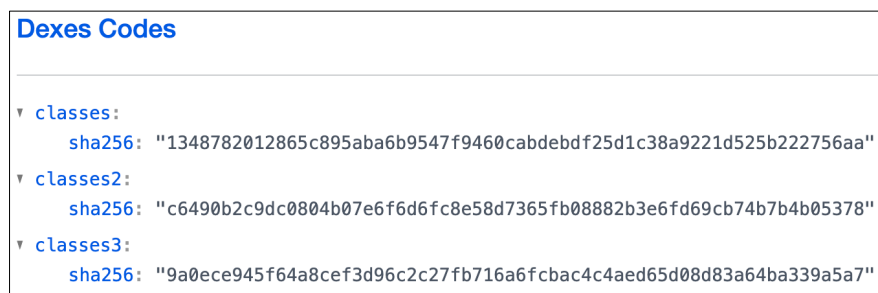 Dexes Codes
classes:
sha256: "1348782012865c895aba6b9547f9460cabdebdf25d1c38a9221d525b222756aa"
classes2:
sha256: "c6490b2c9dc0804b07e6f6d6fc8e58d7365fb08882b3e6fd69cb74b7b4b05378"
classes3:
sha256: "9a0ece945f64a8cef3d96c2c27fb716a6fcbac4c4aed65d08d83a64ba339a5a7"